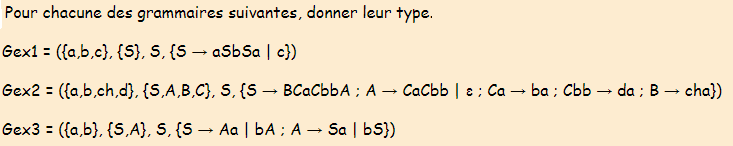 Pour chacune des grammaires suivantes, donner leur type.
Gex1 = ({a,b,c}, {S}, S, {S → aSbSa | c})
Gex2 = ({a,b,ch,d}, {S,A,B,C}, S, {S → BCaCbbA ; A → CaCbb | ε ; Ca → ba ; Cbb → da ; B → cha})
Gex3 = ({a,b}, {S,A}, S, {S → Aa | bA ; A → Sa | bS})